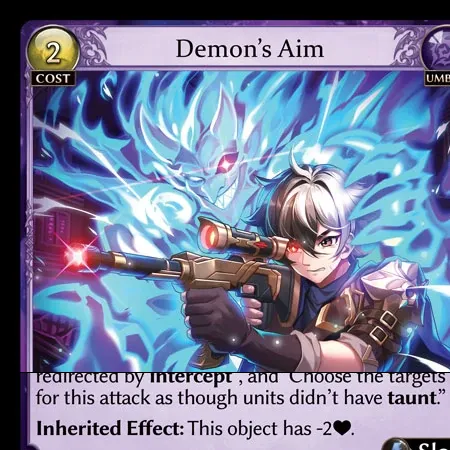 2
Demon's Aim
COST
UMB
redirected by Intercept", and "Choose the targets
for this attack as though units didn't have taunt."
Inherited Effect: This object has -2♥.